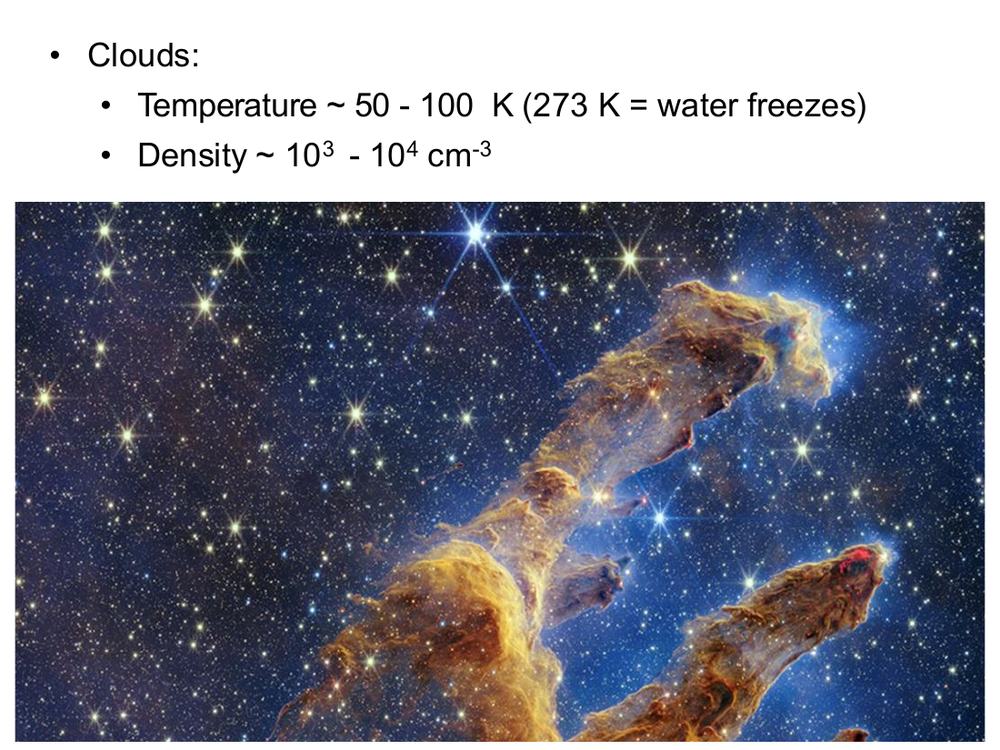 • Clouds:
• Temperature ~ 50 - 100  K (273 K = water freezes)
• Density ~ 10³ - 10⁴ cm⁻³